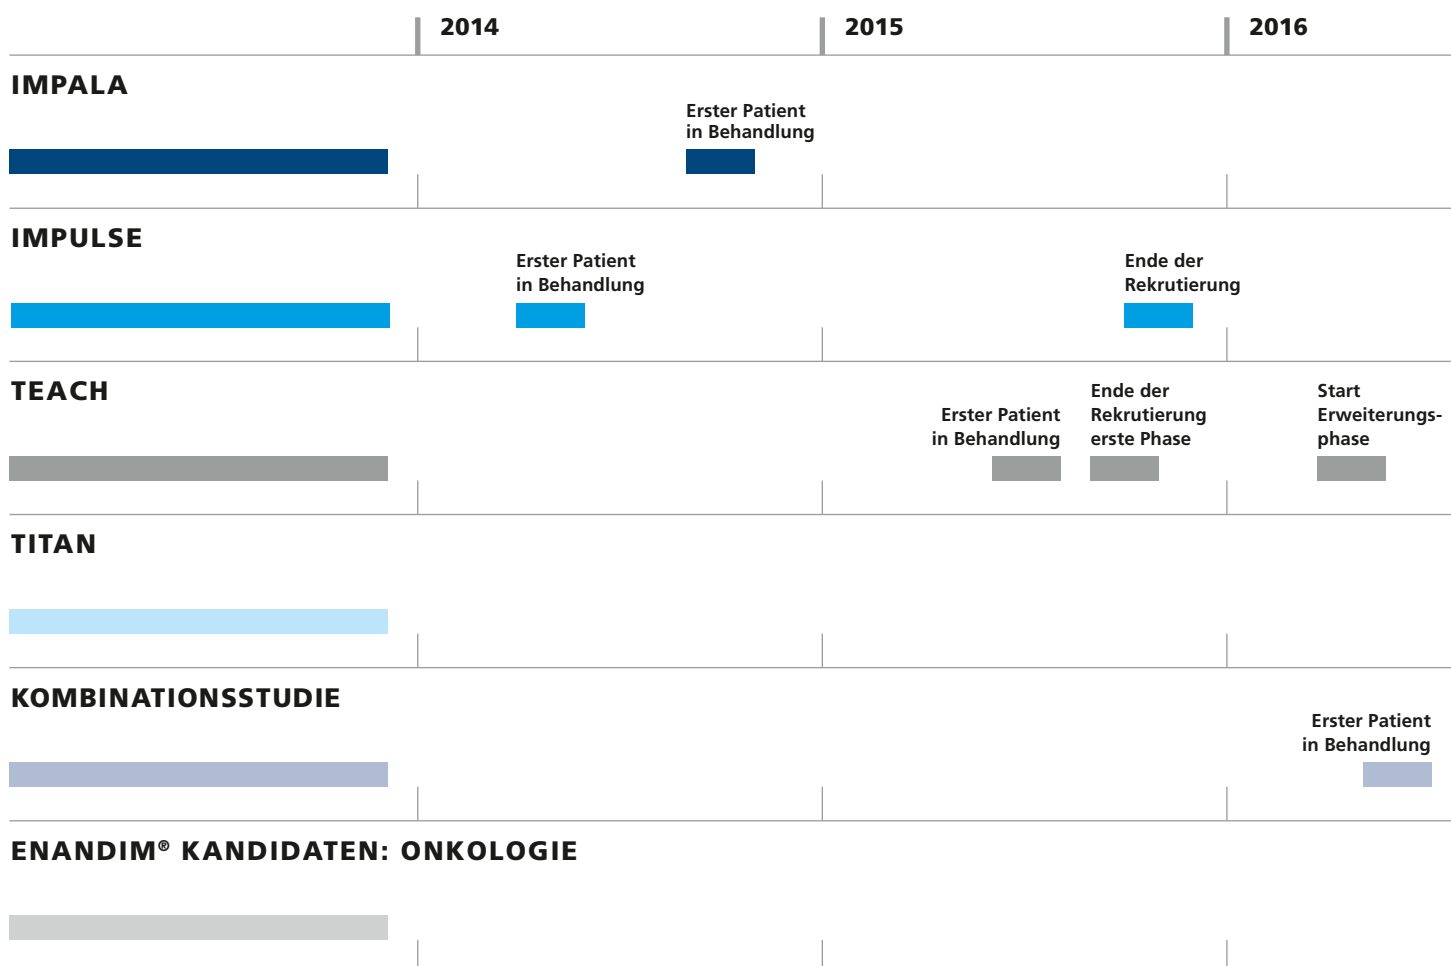 2014 2015 2016
IMPALA
Erster Patient
in Behandlung
IMPULSE
Erster Patient
in Behandlung
Ende der
Rekrutierung
TEACH
Erster Patient
in Behandlung
Ende der
Rekrutierung
erste Phase
Start
Erweiterungs-
phase
TITAN
KOMBINATIONSSTUDIE
Erster Patient
in Behandlung
ENANDIM® KANDIDATEN: ONKOLOGIE